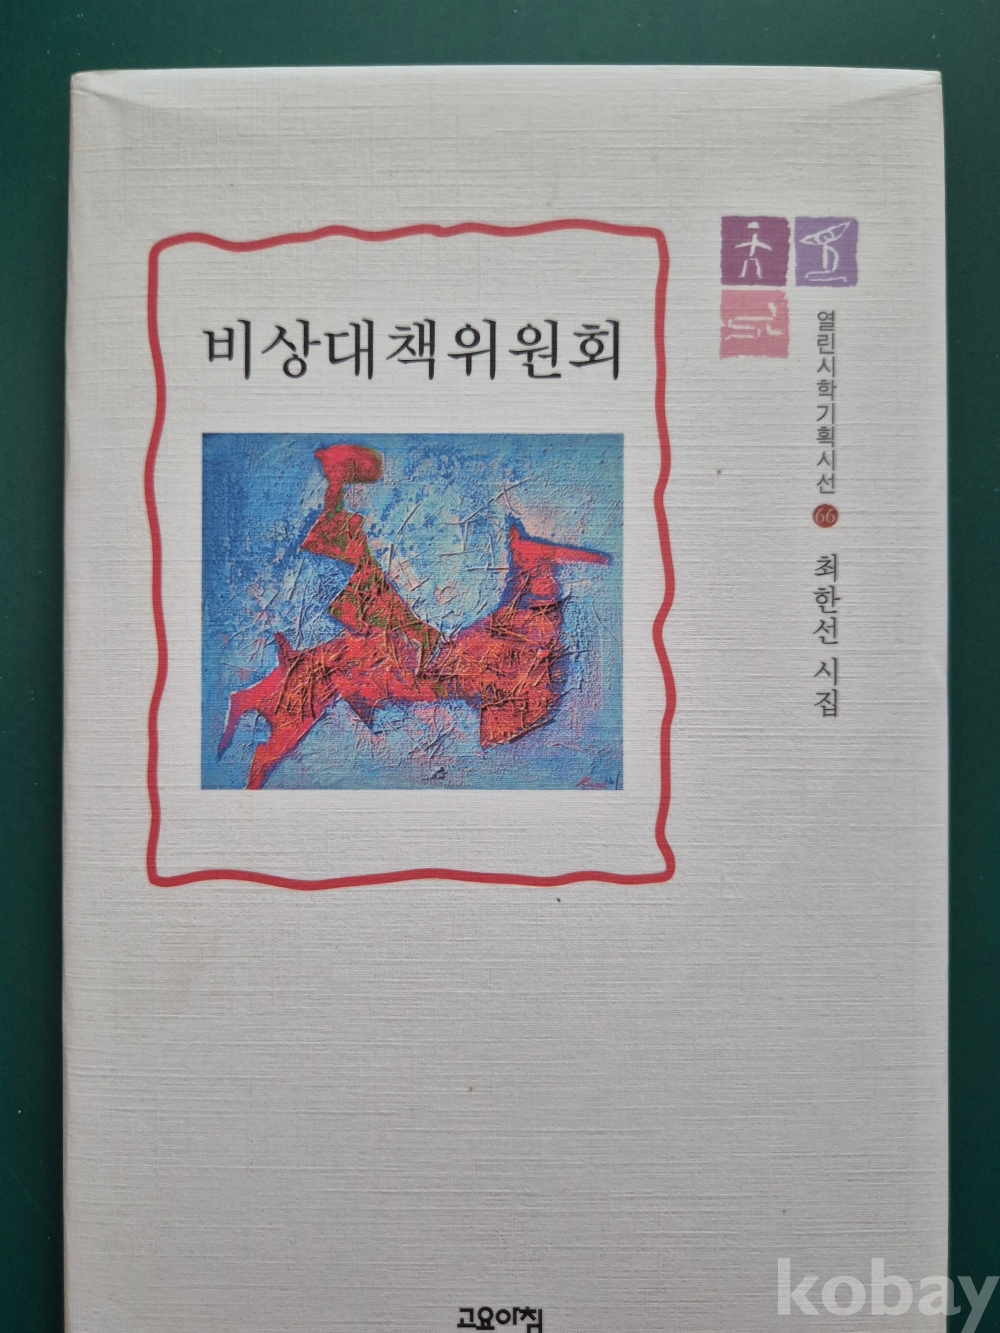 비상대책위원회
열린시학기획시선 66
최한선 시집
고요아침
kobay